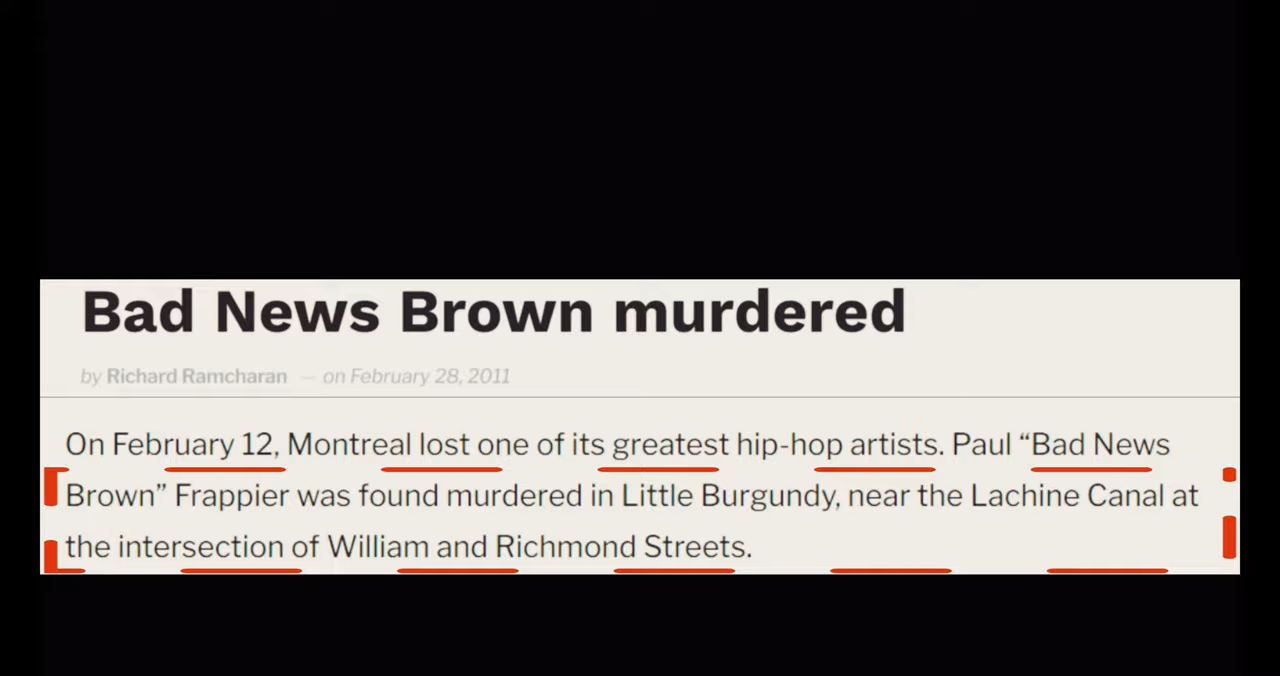 Bad News Brown murdered
by Richard Ramcharan — on February 28, 2011
On February 12, Montreal lost one of its greatest hip-hop artists. Paul “Bad News
Brown” Frappier was found murdered in Little Burgundy, near the Lachine Canal at
the intersection of William and Richmond Streets.